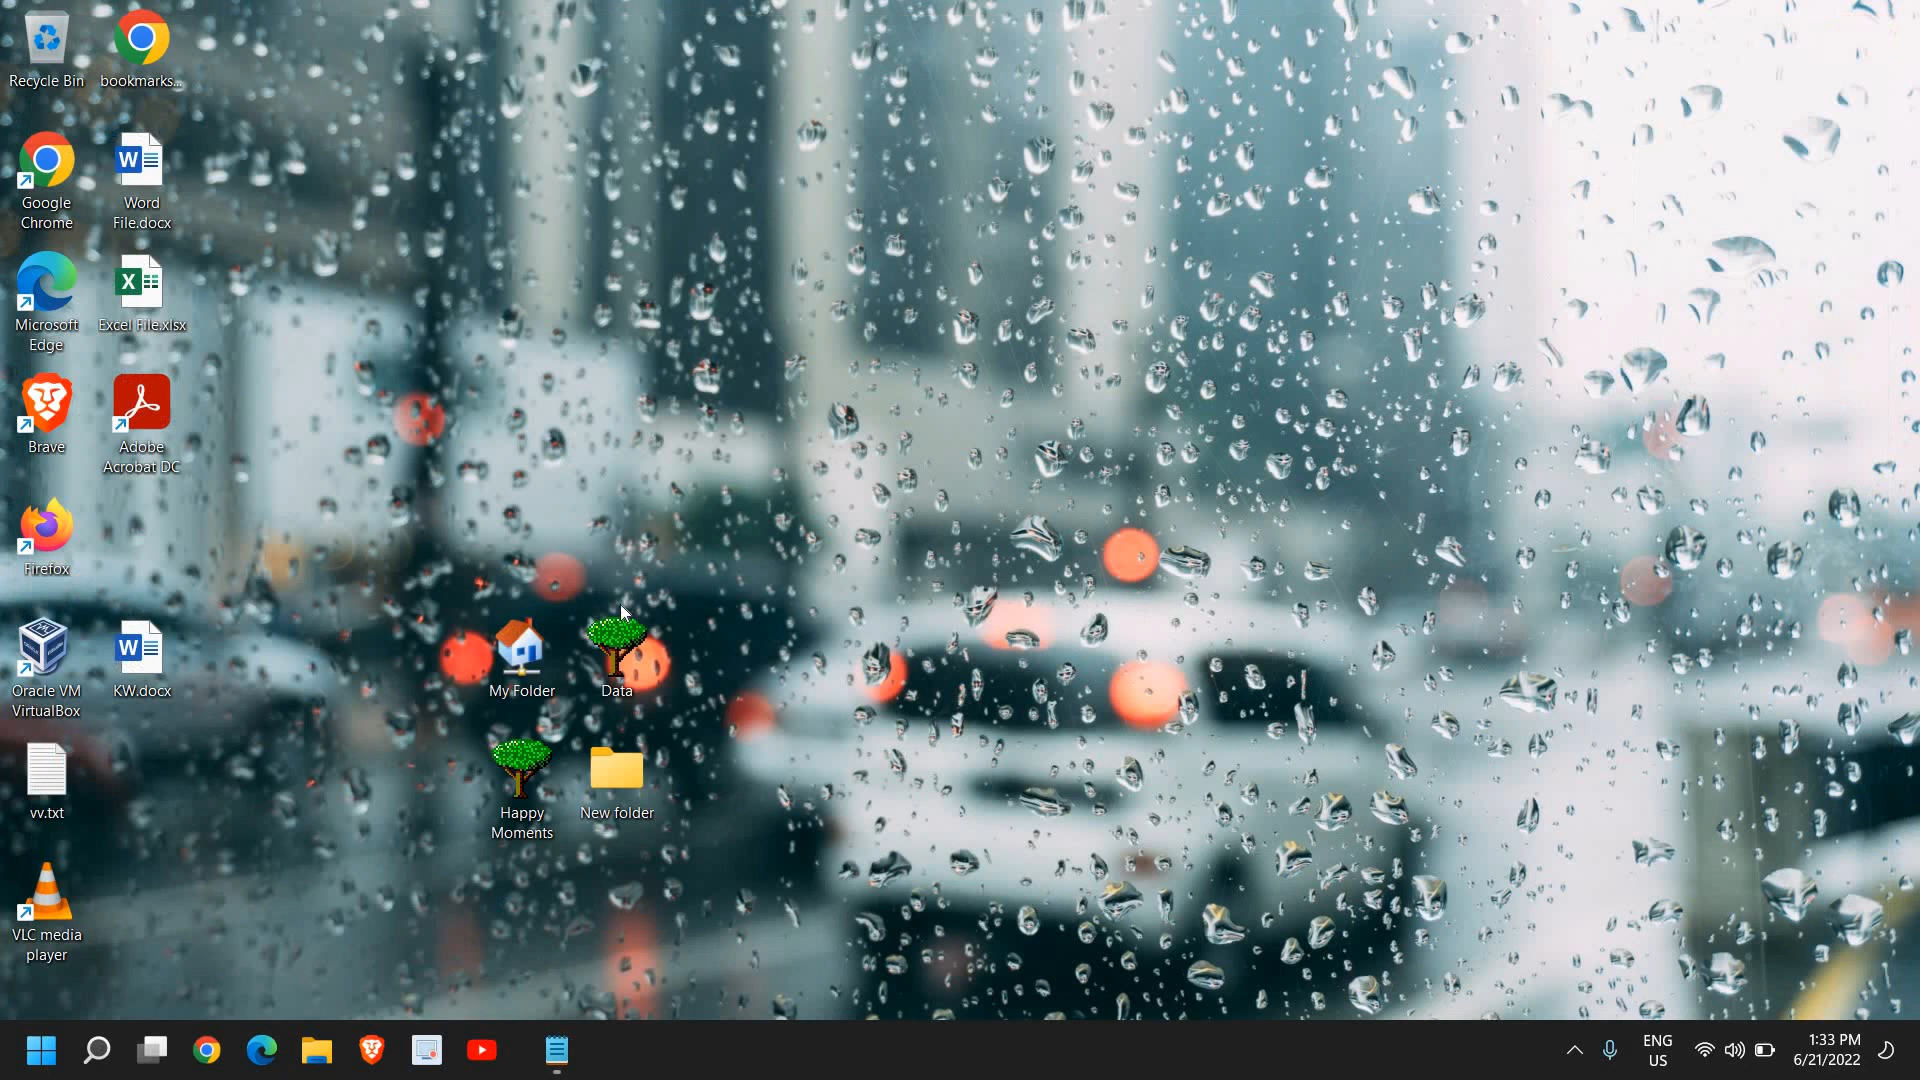 Recycle Bin
bookmarks...
Google
Chrome
Word
File.docx
Microsoft
Edge
Excel File.xlsx
Brave
Adobe
Acrobat DC
Firefox
Oracle VM
VirtualBox
KW.docx
My Folder
Data
vv.txt
Happy
Moments
New folder
VLC media
player
ENG
US
1:33 PM
6/21/2022